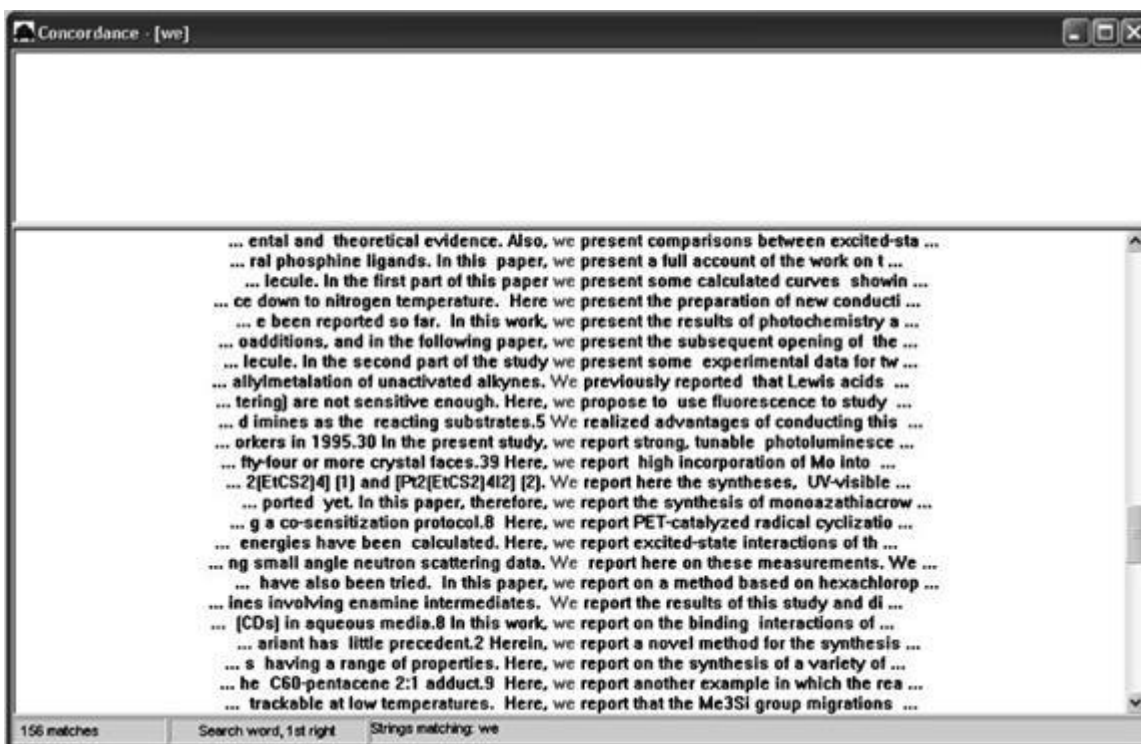 Concordance - [we]
... ental and theoretical evidence. Also, we present comparisons between excited-sta ...
... ral phosphine ligands. In this paper, we present a full account of the work on t ...
... lecule. In the first part of this paper we present some calculated curves showin ...
... ce down to nitrogen temperature. Here we present the preparation of new conducti ...
... e been reported so far. In this work, we present the results of photochemistry a ...
... oadditions, and in the following paper, we present the subsequent opening of the ...
... lecule. In the second part of the study we present some experimental data for tw ...
... allylmetalation of unactivated alkynes. We previously reported that Lewis acids ...
... tering) are not sensitive enough. Here, we propose to use fluorescence to study ...
... d imines as the reacting substrates.5 We realized advantages of conducting this ...
... orkers in 1995.30 In the present study, we report strong, tunable photoluminesce ...
... fty-four or more crystal faces.39 Here, we report high incorporation of Mo into ...
... 2[EtCS2)4] (1) and [Pt2(EtCS2)4I2] (2). We report here the syntheses, UV-visible ...
... ported yet. In this paper, therefore, we report the synthesis of monoazathiacrow ...
... g a co-sensitization protocol.8 Here, we report PET-catalyzed radical cyclizatio ...
... energies have been calculated. Here, we report excited-state interactions of th ...
... ng small angle neutron scattering data. We report here on these measurements. We ...
... have also been tried. In this paper, we report on a method based on hexachlorop ...
... ines involving enamine intermediates. We report the results of this study and di ...
... (CDs) in aqueous media.8 In this work, we report on the binding interactions of ...
... ariant has little precedent.2 Herein, we report a novel method for the synthesis ...
... s having a range of properties. Here, we report on the synthesis of a variety of ...
... he C60-pentacene 2:1 adduct.9 Here, we report another example in which the rea ...
... trackable at low temperatures. Here, we report that the Me3Si group migrations ...
156 matches Search word, 1st right Strings matching: we